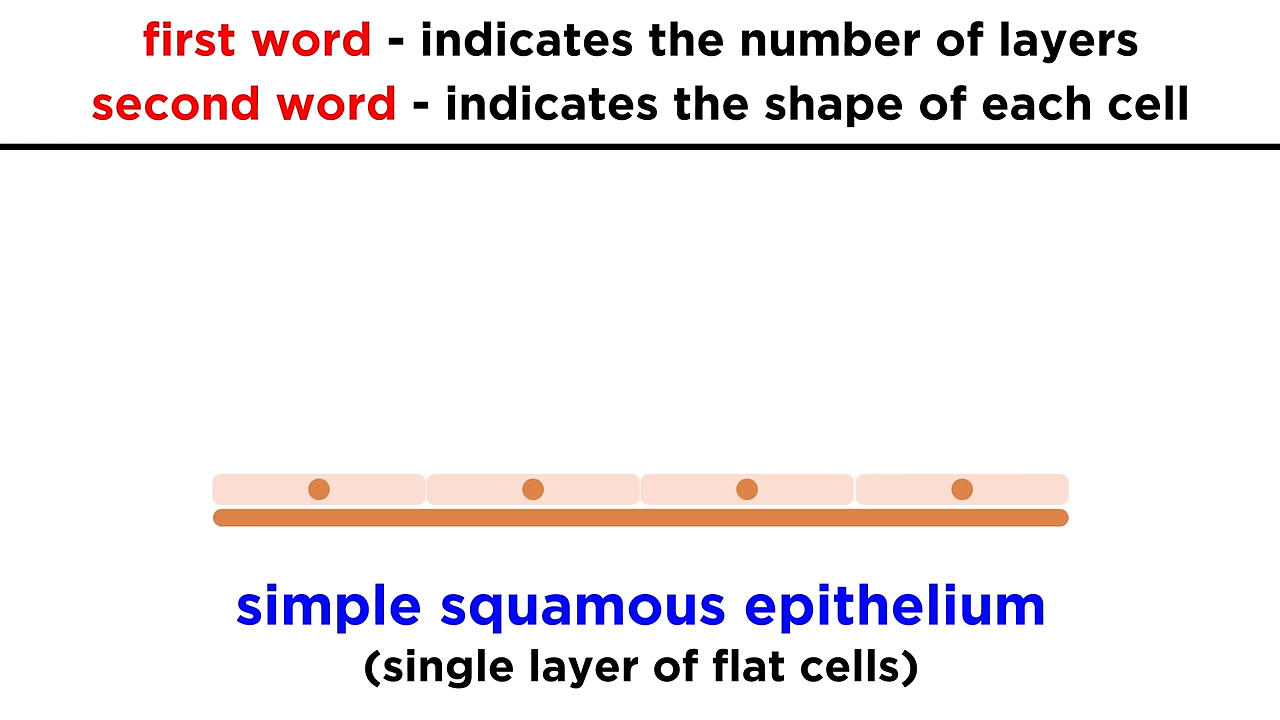 first word - indicates the number of layers
second word - indicates the shape of each cell
simple squamous epithelium
(single layer of flat cells)